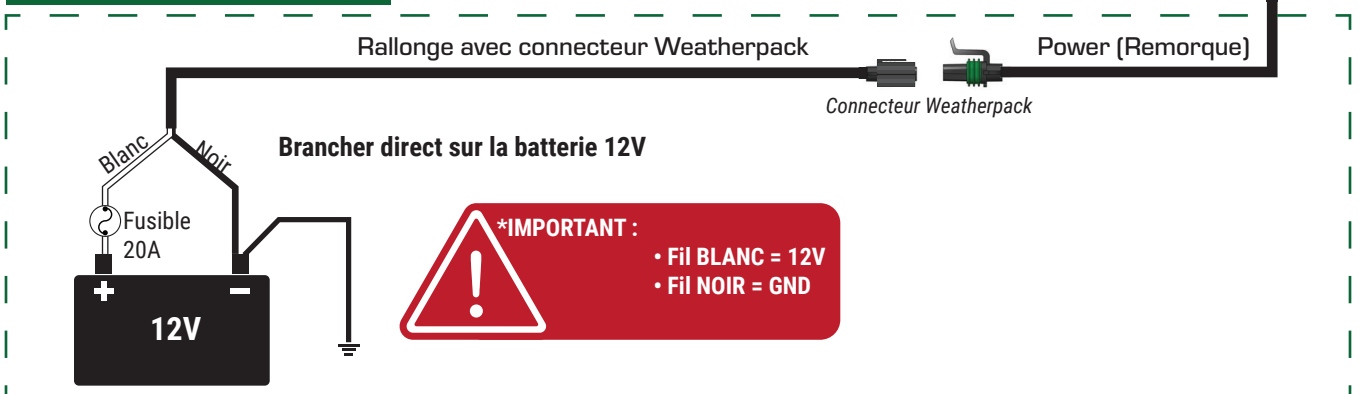 Rallonge avec connecteur Weatherpack
Power (Remorque)
Connecteur Weatherpack
Blanc
Noir
Brancher direct sur la batterie 12V
Fusible
20A
*IMPORTANT :
• Fil BLANC = 12V
• Fil NOIR = GND
+
−
12V